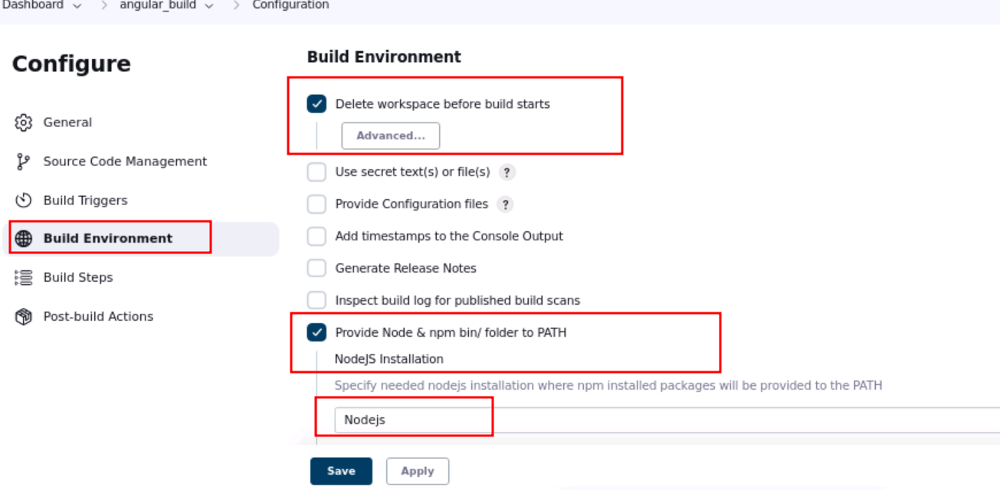 Dashboard > angular_build > Configuration
Configure
General
Source Code Management
Build Triggers
Build Environment
Build Steps
Post-build Actions
Build Environment
Delete workspace before build starts
Advanced...
Use secret text(s) or file(s) ?
Provide Configuration files ?
Add timestamps to the Console Output
Generate Release Notes
Inspect build log for published build scans
Provide Node & npm bin/ folder to PATH
NodeJS Installation
Specify needed nodejs installation where npm installed packages will be provided to the PATH
Nodejs
Save Apply